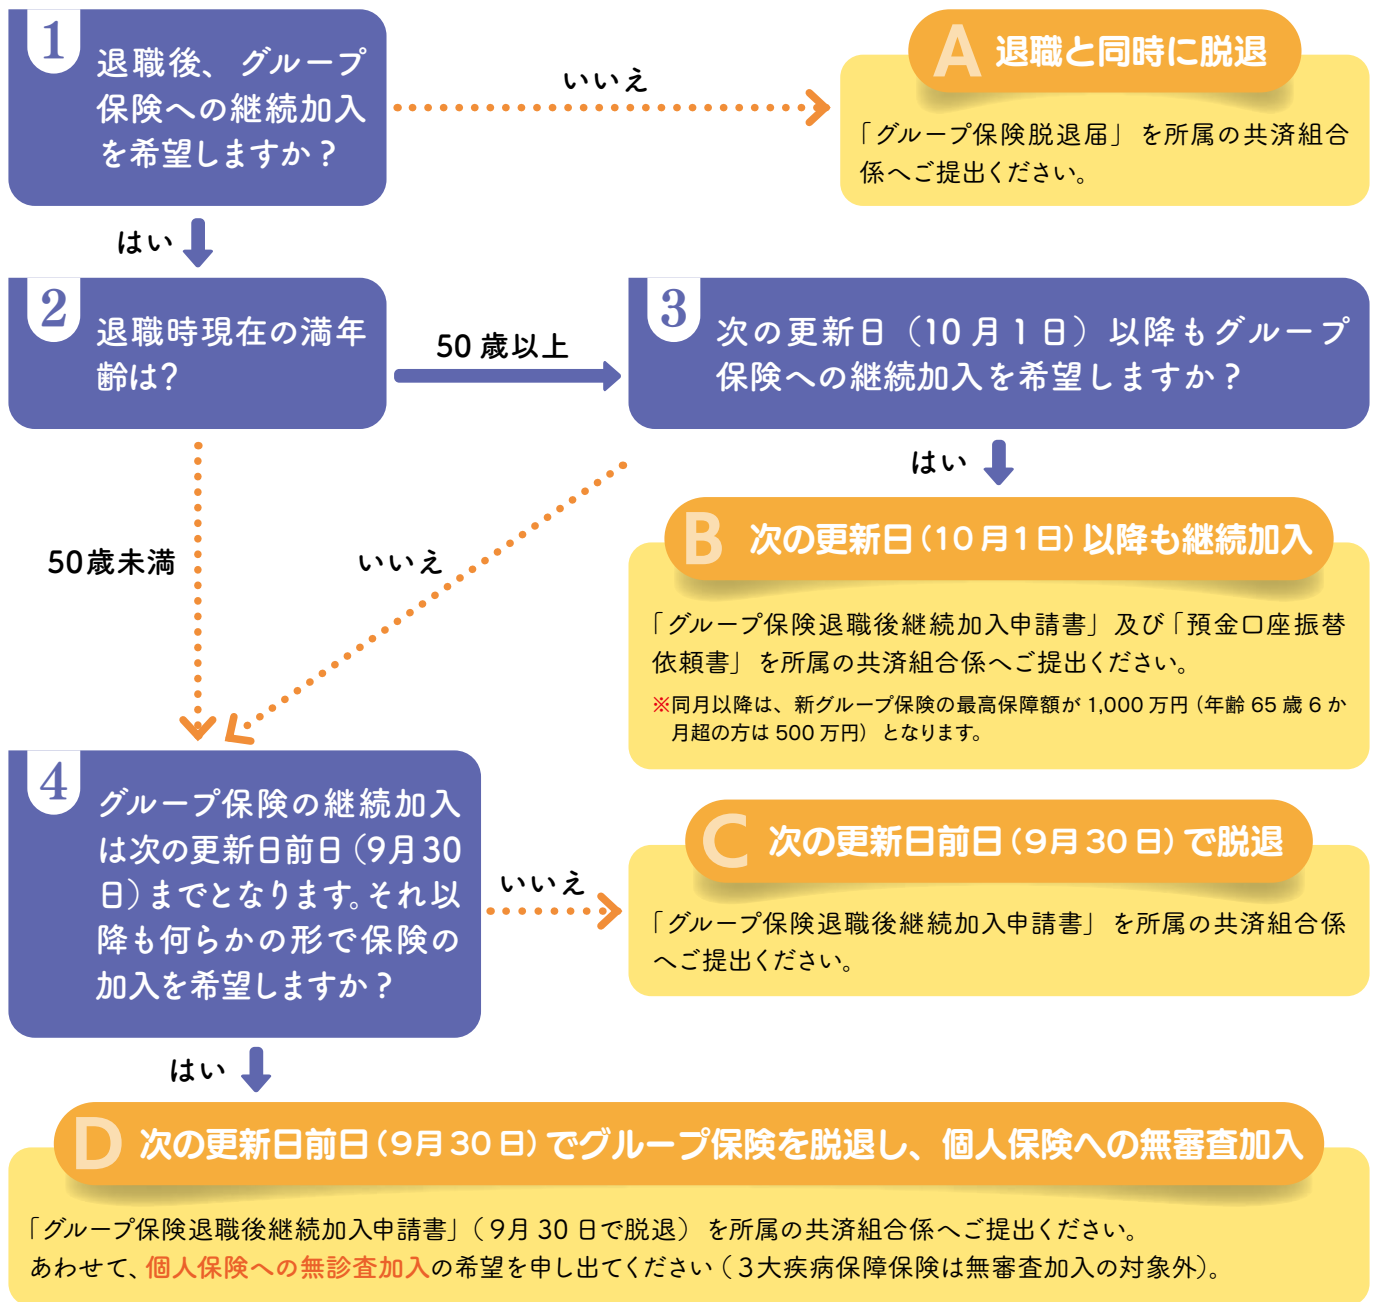 1
退職後、グループ
保険への継続加入
を希望しますか？
いいえ
A 退職と同時に脱退
「グループ保険脱退届」を所属の共済組合
係へご提出ください。
はい
2
退職時現在の満年
齢は？
50歳以上
3
次の更新日（10月1日）以降もグループ
保険への継続加入を希望しますか？
はい
50歳未満
いいえ
B 次の更新日（10月1日）以降も継続加入
「グループ保険退職後継続加入申請書」及び「預金口座振替
依頼書」を所属の共済組合係へご提出ください。
※同月以降は、新グループ保険の最高保障額が1,000万円（年齢65歳6か
月超の方は500万円）となります。
4
グループ保険の継続加入
は次の更新日前日（9月30
日）までとなります。それ以
降も何らかの形で保険の
加入を希望しますか？
いいえ
C 次の更新日前日（9月30日）で脱退
「グループ保険退職後継続加入申請書」を所属の共済組合係
へご提出ください。
はい
D 次の更新日前日（9月30日）でグループ保険を脱退し、個人保険への無審査加入
「グループ保険退職後継続加入申請書」（9月30日で脱退）を所属の共済組合係へご提出ください。
あわせて、個人保険への無診査加入の希望を申し出てください（3大疾病保障保険は無審査加入の対象外）。